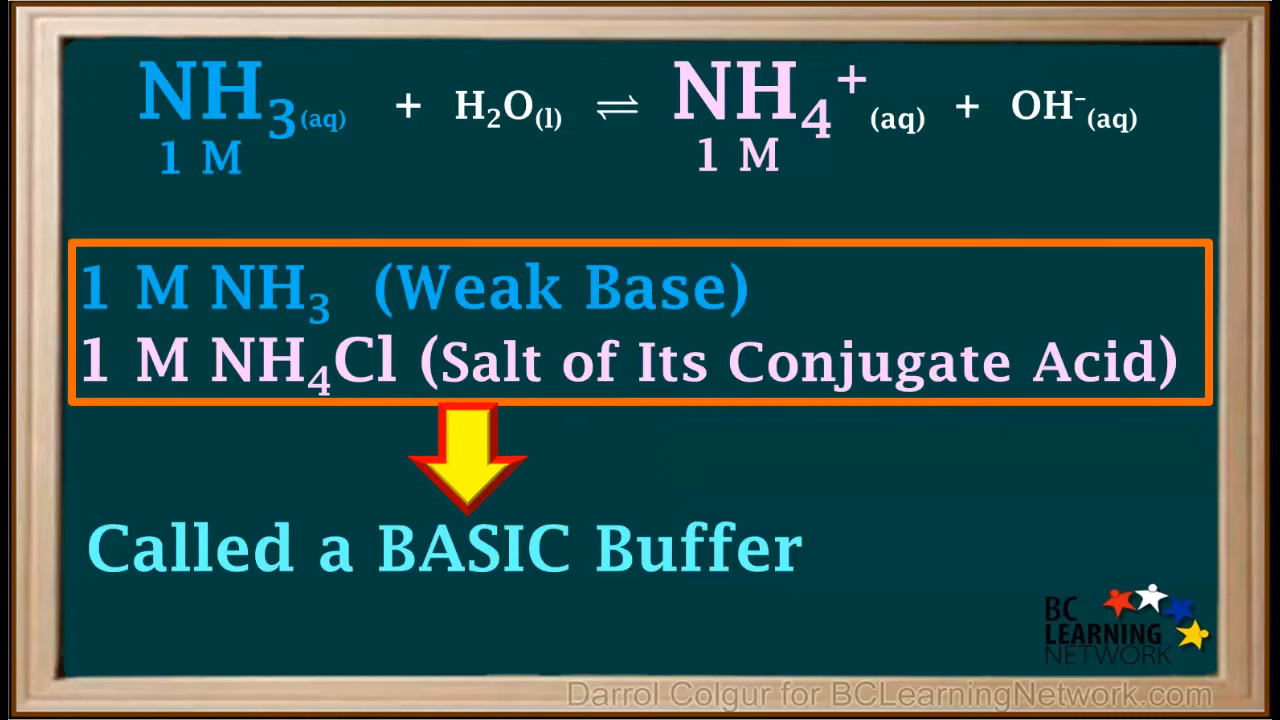 NH₃(aq) + H₂O(l) ⇌ NH₄⁺(aq) + OH⁻(aq)
1 M 1 M
1 M NH₃ (Weak Base)
1 M NH₄Cl (Salt of Its Conjugate Acid)
Called a BASIC Buffer
BC
LEARNING
NETWORK
Darrol Colgur for BCLearningNetwork.com